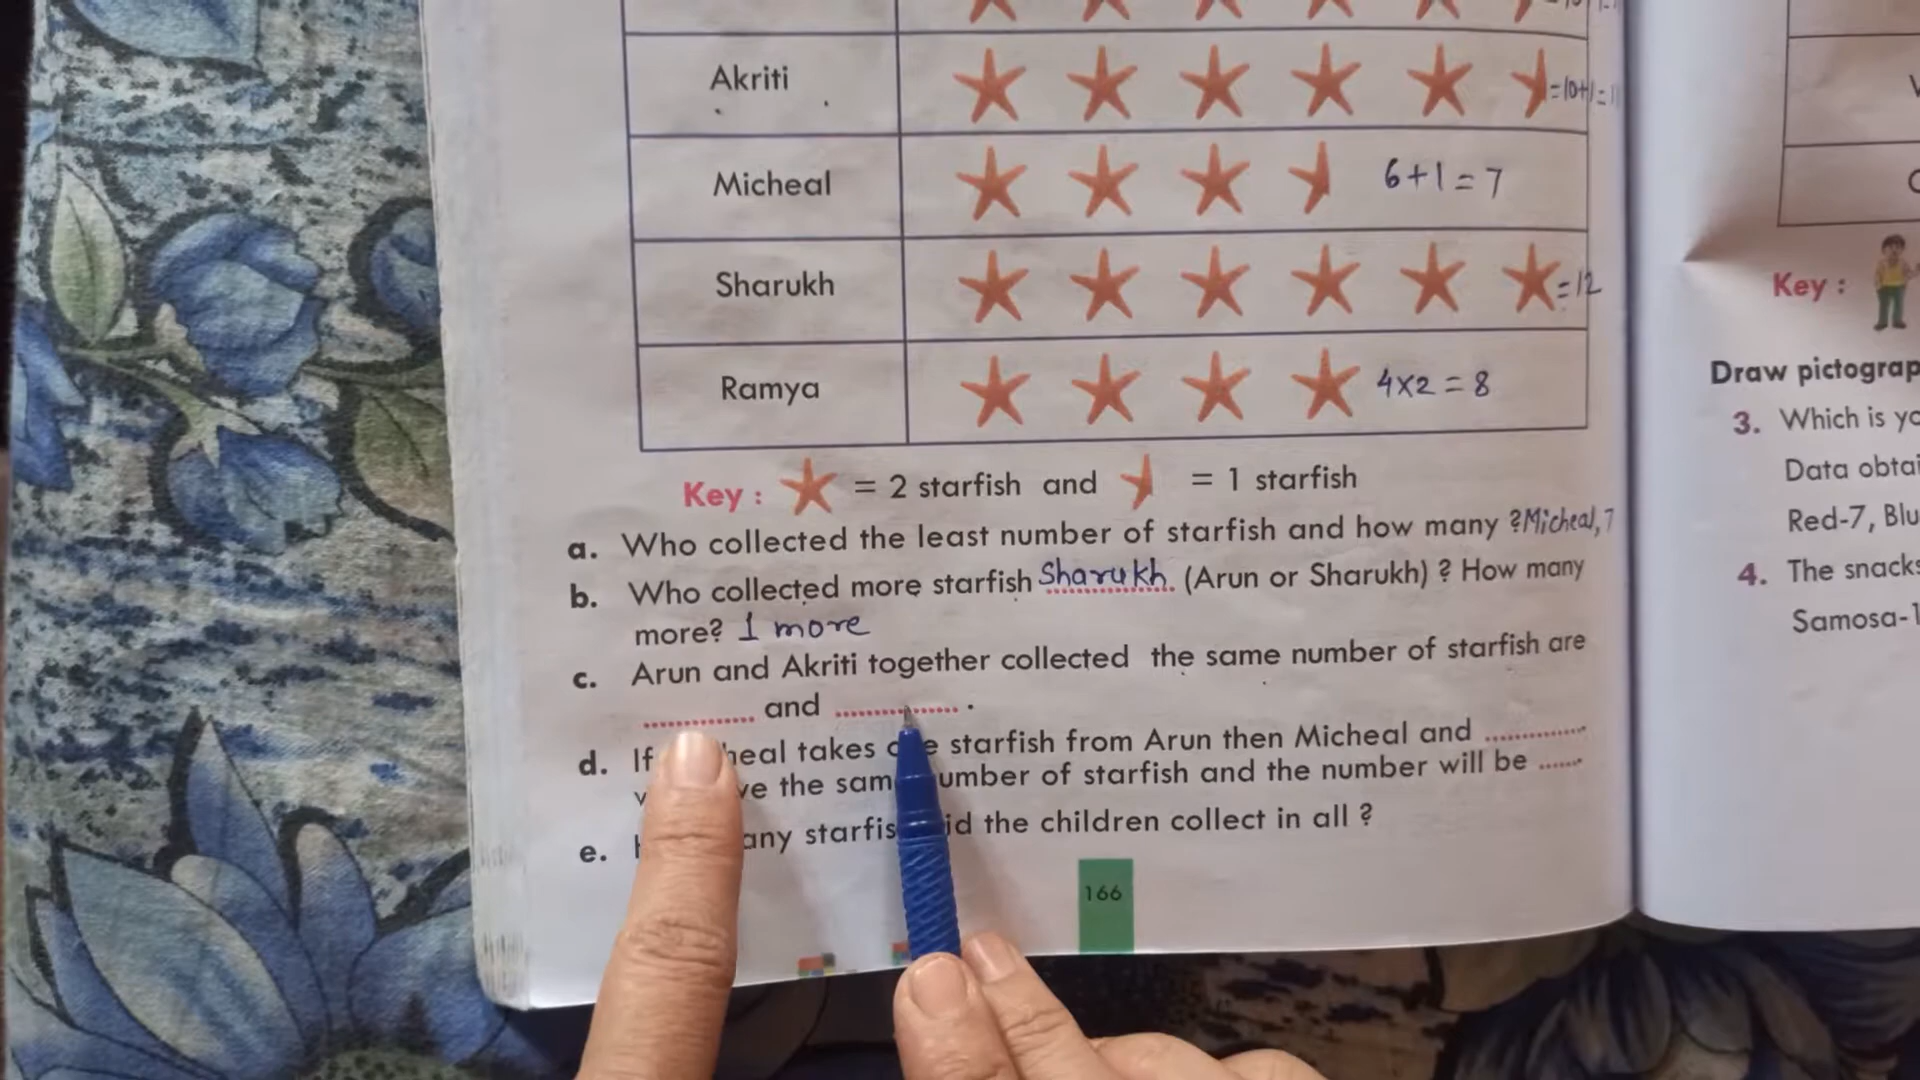 Akriti =10+1=1
Micheal 6+1=7
Sharukh =12
Ramya 4x2=8
Key : = 2 starfish and = 1 starfish
a. Who collected the least number of starfish and how many ? Micheal, 7
b. Who collected more starfish Sharukh (Arun or Sharukh) ? How many
more? 1 more
c. Arun and Akriti together collected the same number of starfish are
............. and ............. .
d. If heal takes starfish from Arun then Micheal and ............
ve the same umber of starfish and the number will be ......
e. any starfis id the children collect in all ?
166
Key :
Draw pictograp
3. Which is yo
Data obtai
Red-7, Blu
4. The snacks
Samosa-1